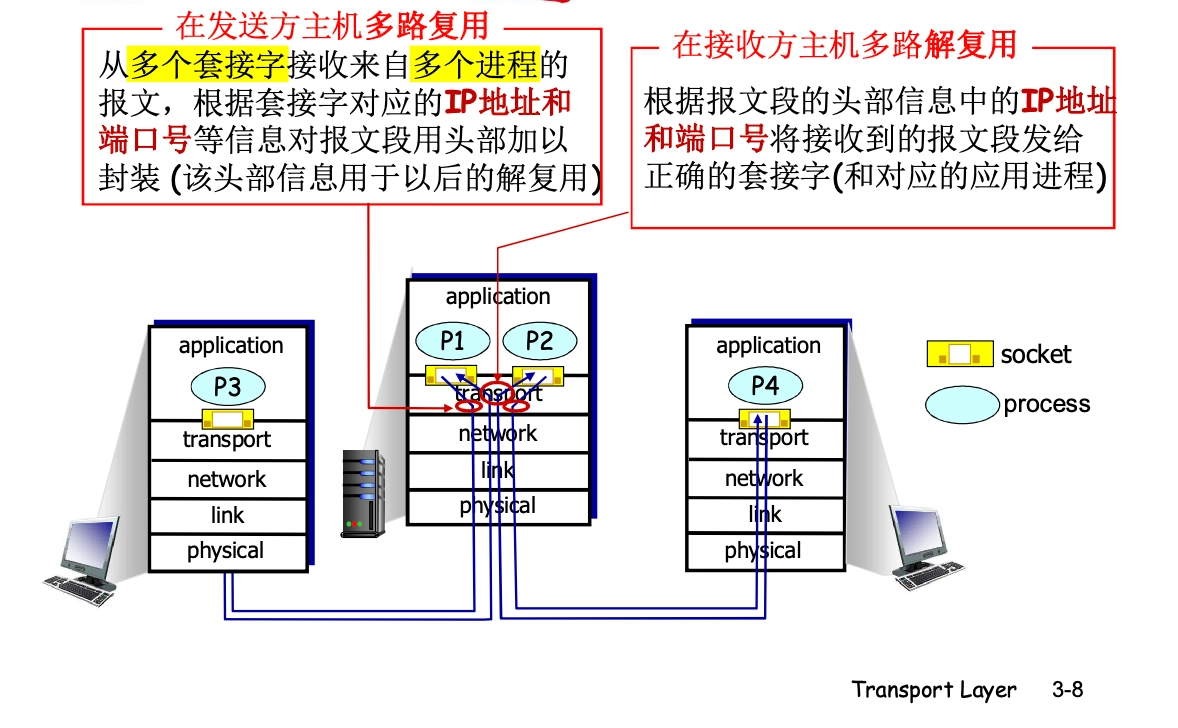 在发送方主机多路复用
从多个套接字接收来自多个进程的
报文，根据套接字对应的IP地址和
端口号等信息对报文段用头部加以
封装 (该头部信息用于以后的解复用)
在接收方主机多路解复用
根据报文段的头部信息中的IP地址
和端口号将接收到的报文段发给
正确的套接字(和对应的应用进程)
application
P3
transport
network
link
physical
application
P1 P2
transport
network
link
physical
application
P4
transport
network
link
physical
socket
process
Transport Layer 3-8